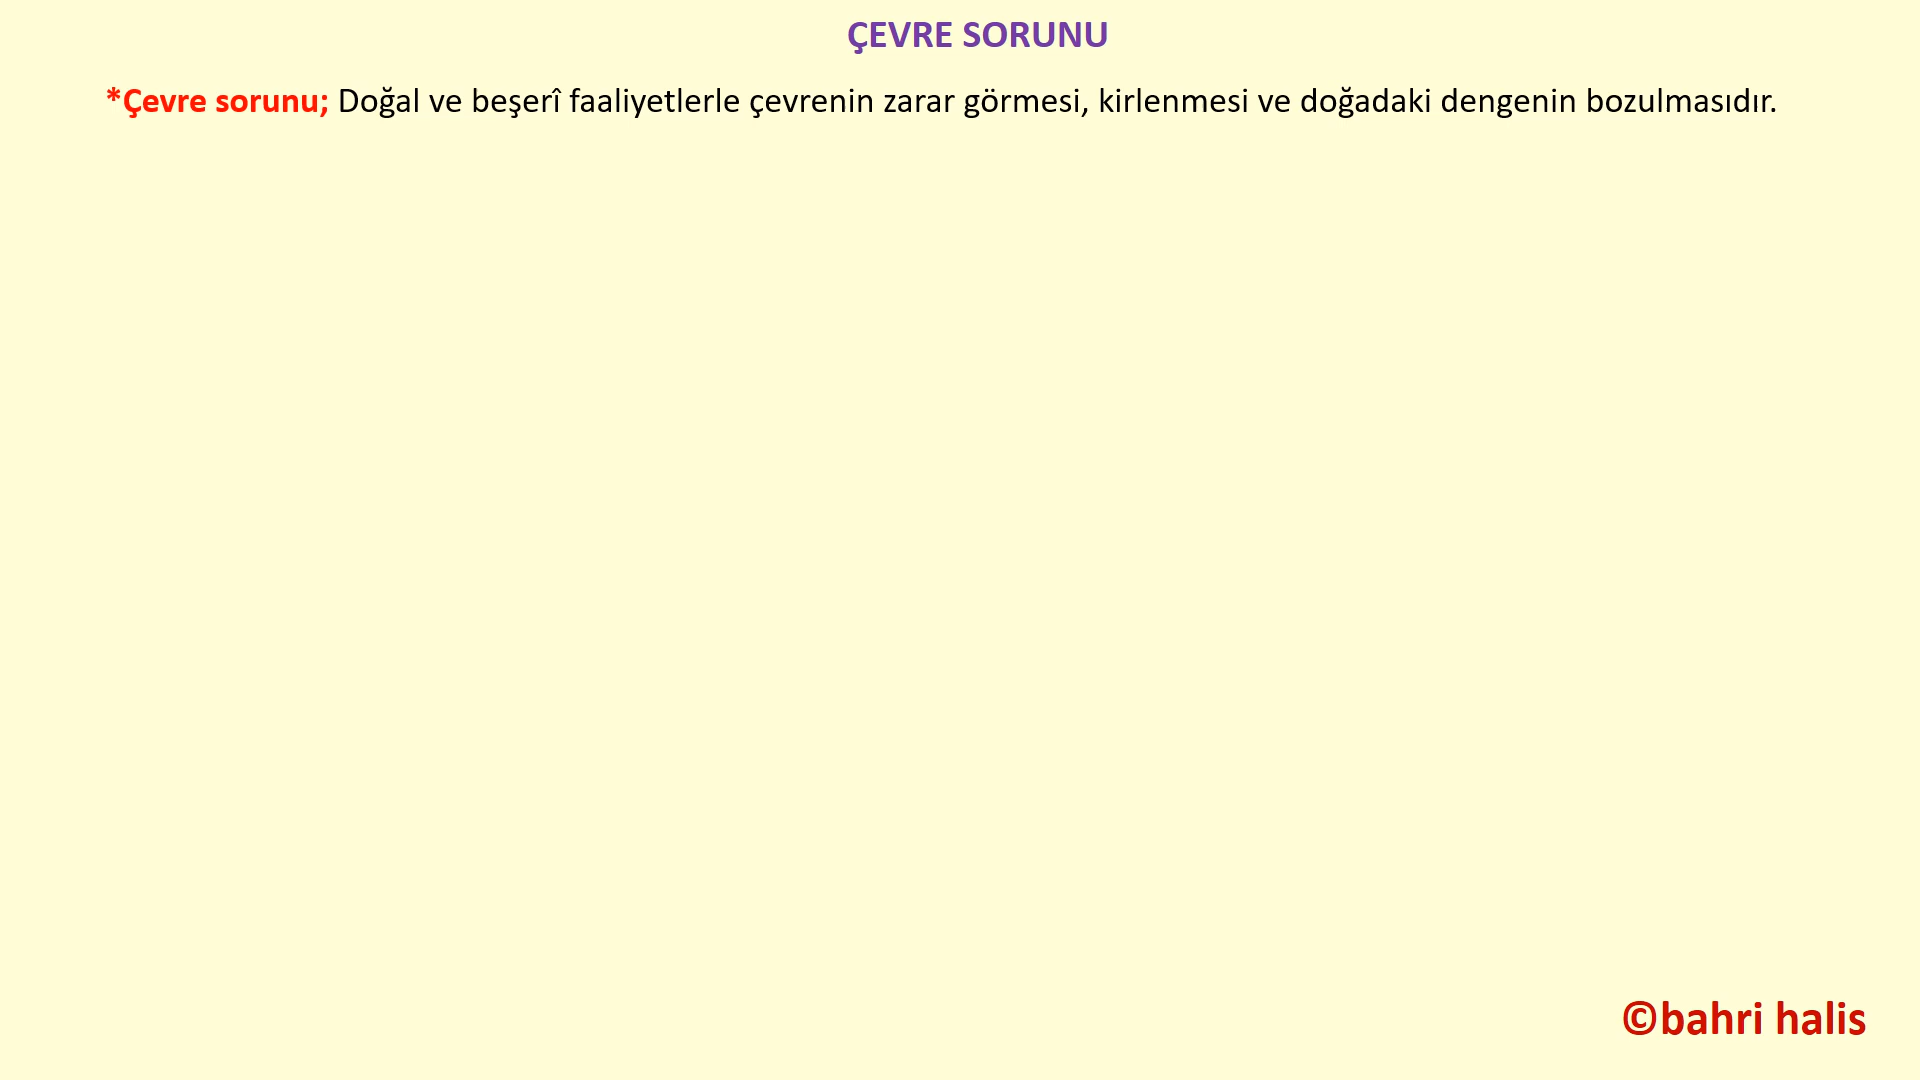 ÇEVRE SORUNU
*Çevre sorunu; Doğal ve beşerî faaliyetlerle çevrenin zarar görmesi, kirlenmesi ve doğadaki dengenin bozulmasıdır.
©bahri halis